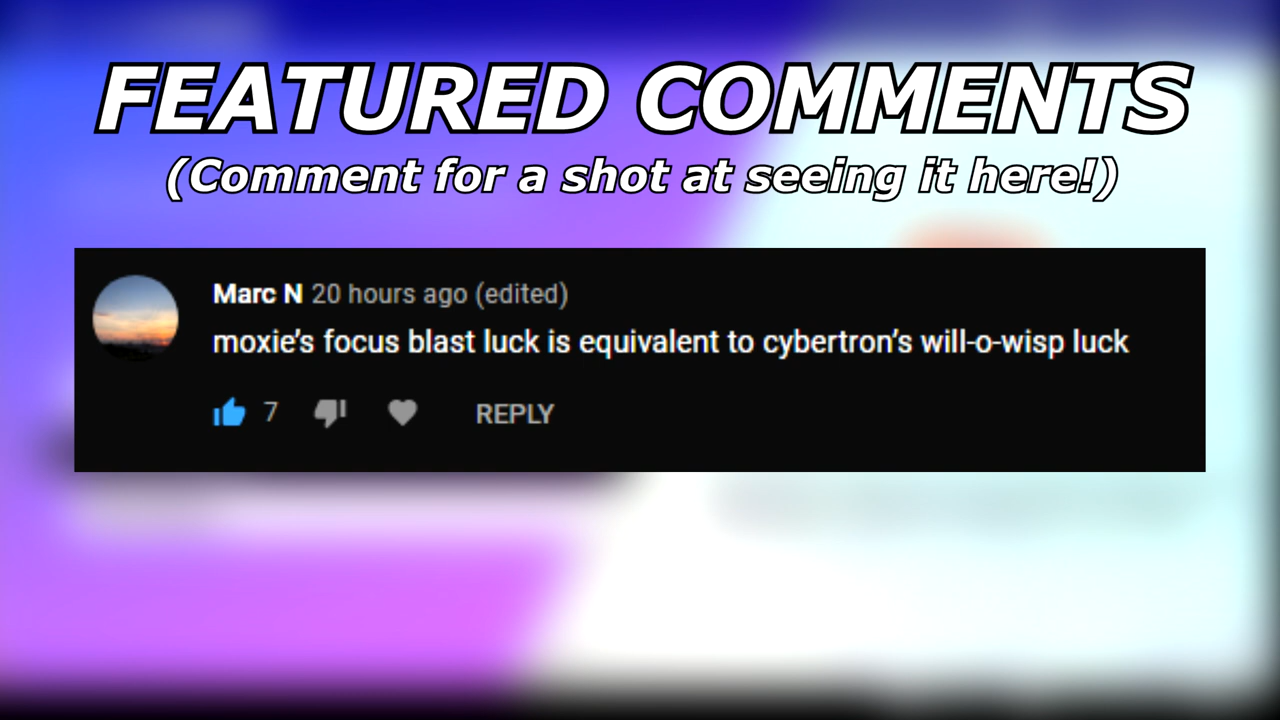 FEATURED COMMENTS
(Comment for a shot at seeing it here!)
Marc N 20 hours ago (edited)
moxie’s focus blast luck is equivalent to cybertron’s will-o-wisp luck
7 REPLY